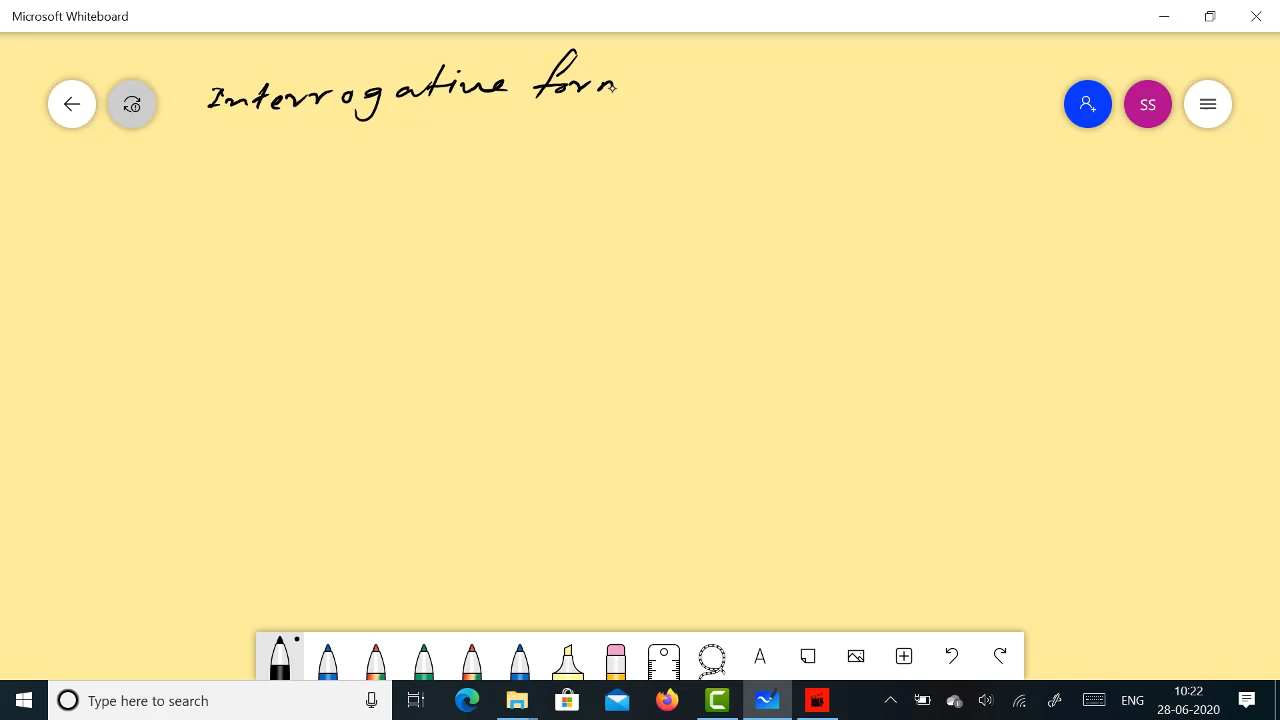 Microsoft Whiteboard
Interrogative form
SS
A
Type here to search
ENG
10:22
28-06-2020